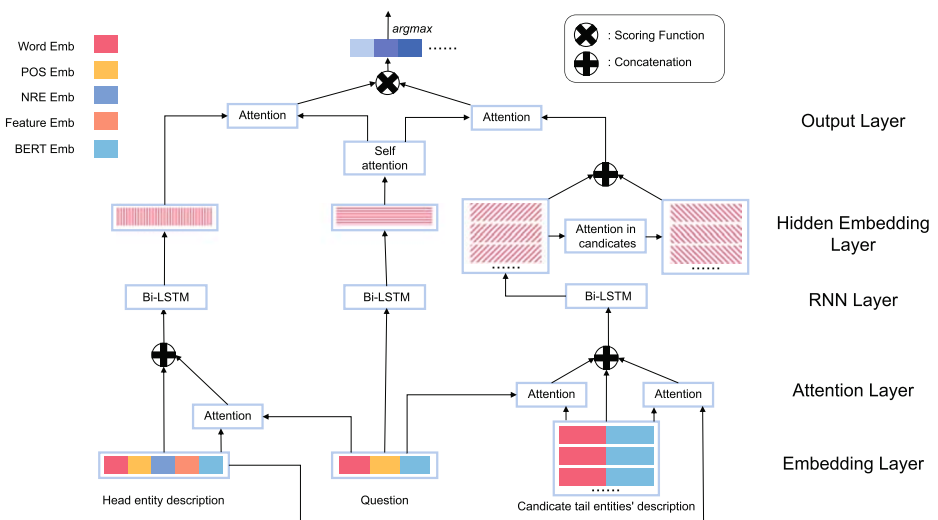 argmax
......
: Scoring Function
: Concatenation
Word Emb
POS Emb
NRE Emb
Feature Emb
BERT Emb
Attention
Attention
Output Layer
Self
attention
Attention in
candidates
......
......
Hidden Embedding
Layer
Bi-LSTM
Bi-LSTM
Bi-LSTM
RNN Layer
Attention
Attention
Attention
Attention Layer
......
Embedding Layer
Head entity description
Question
Candidate tail entities' description